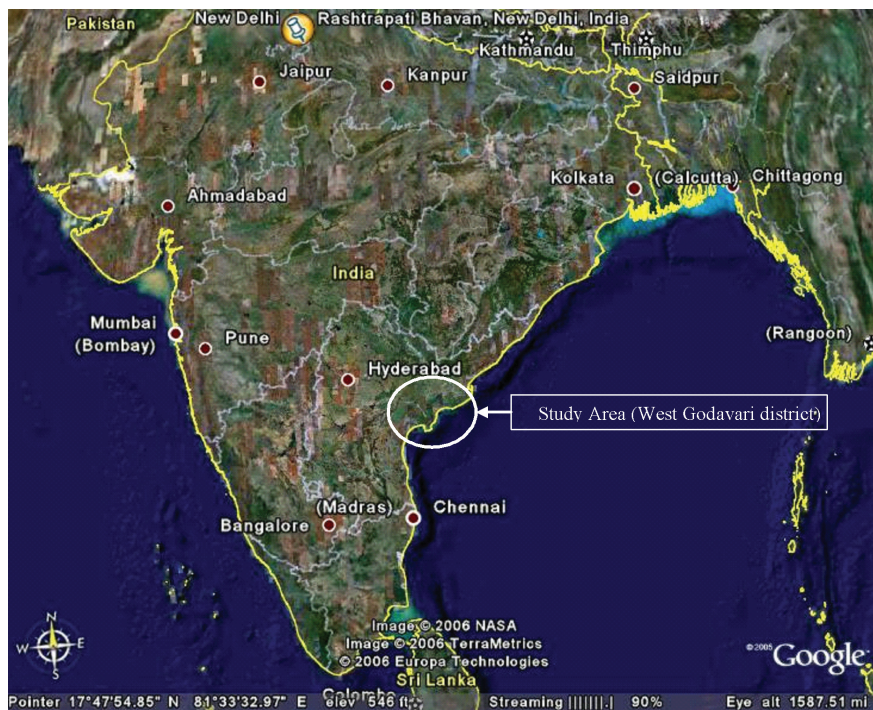 Pakistan
New Delhi
Rashtrapati Bhavan, New Delhi, India
Kathmandu
Thimphu
Jaipur
Kanpur
Saidpur
Ahmadabad
Kolkata
(Calcutta)
Chittagong
India
Mumbai
(Bombay)
Pune
(Rangoon)
Hyderabad
Study Area (West Godavari district)
(Madras)
Chennai
Bangalore
N
W E
S
Image © 2006 NASA
Image © 2006 TerraMetrics
© 2006 Europa Technologies
© 2005 Google
Sri Lanka
Colombo
Pointer 17°47'54.85" N 81°33'32.97" E elev 546 ft Streaming |||||||.| 90% Eye alt 1587.51 mi